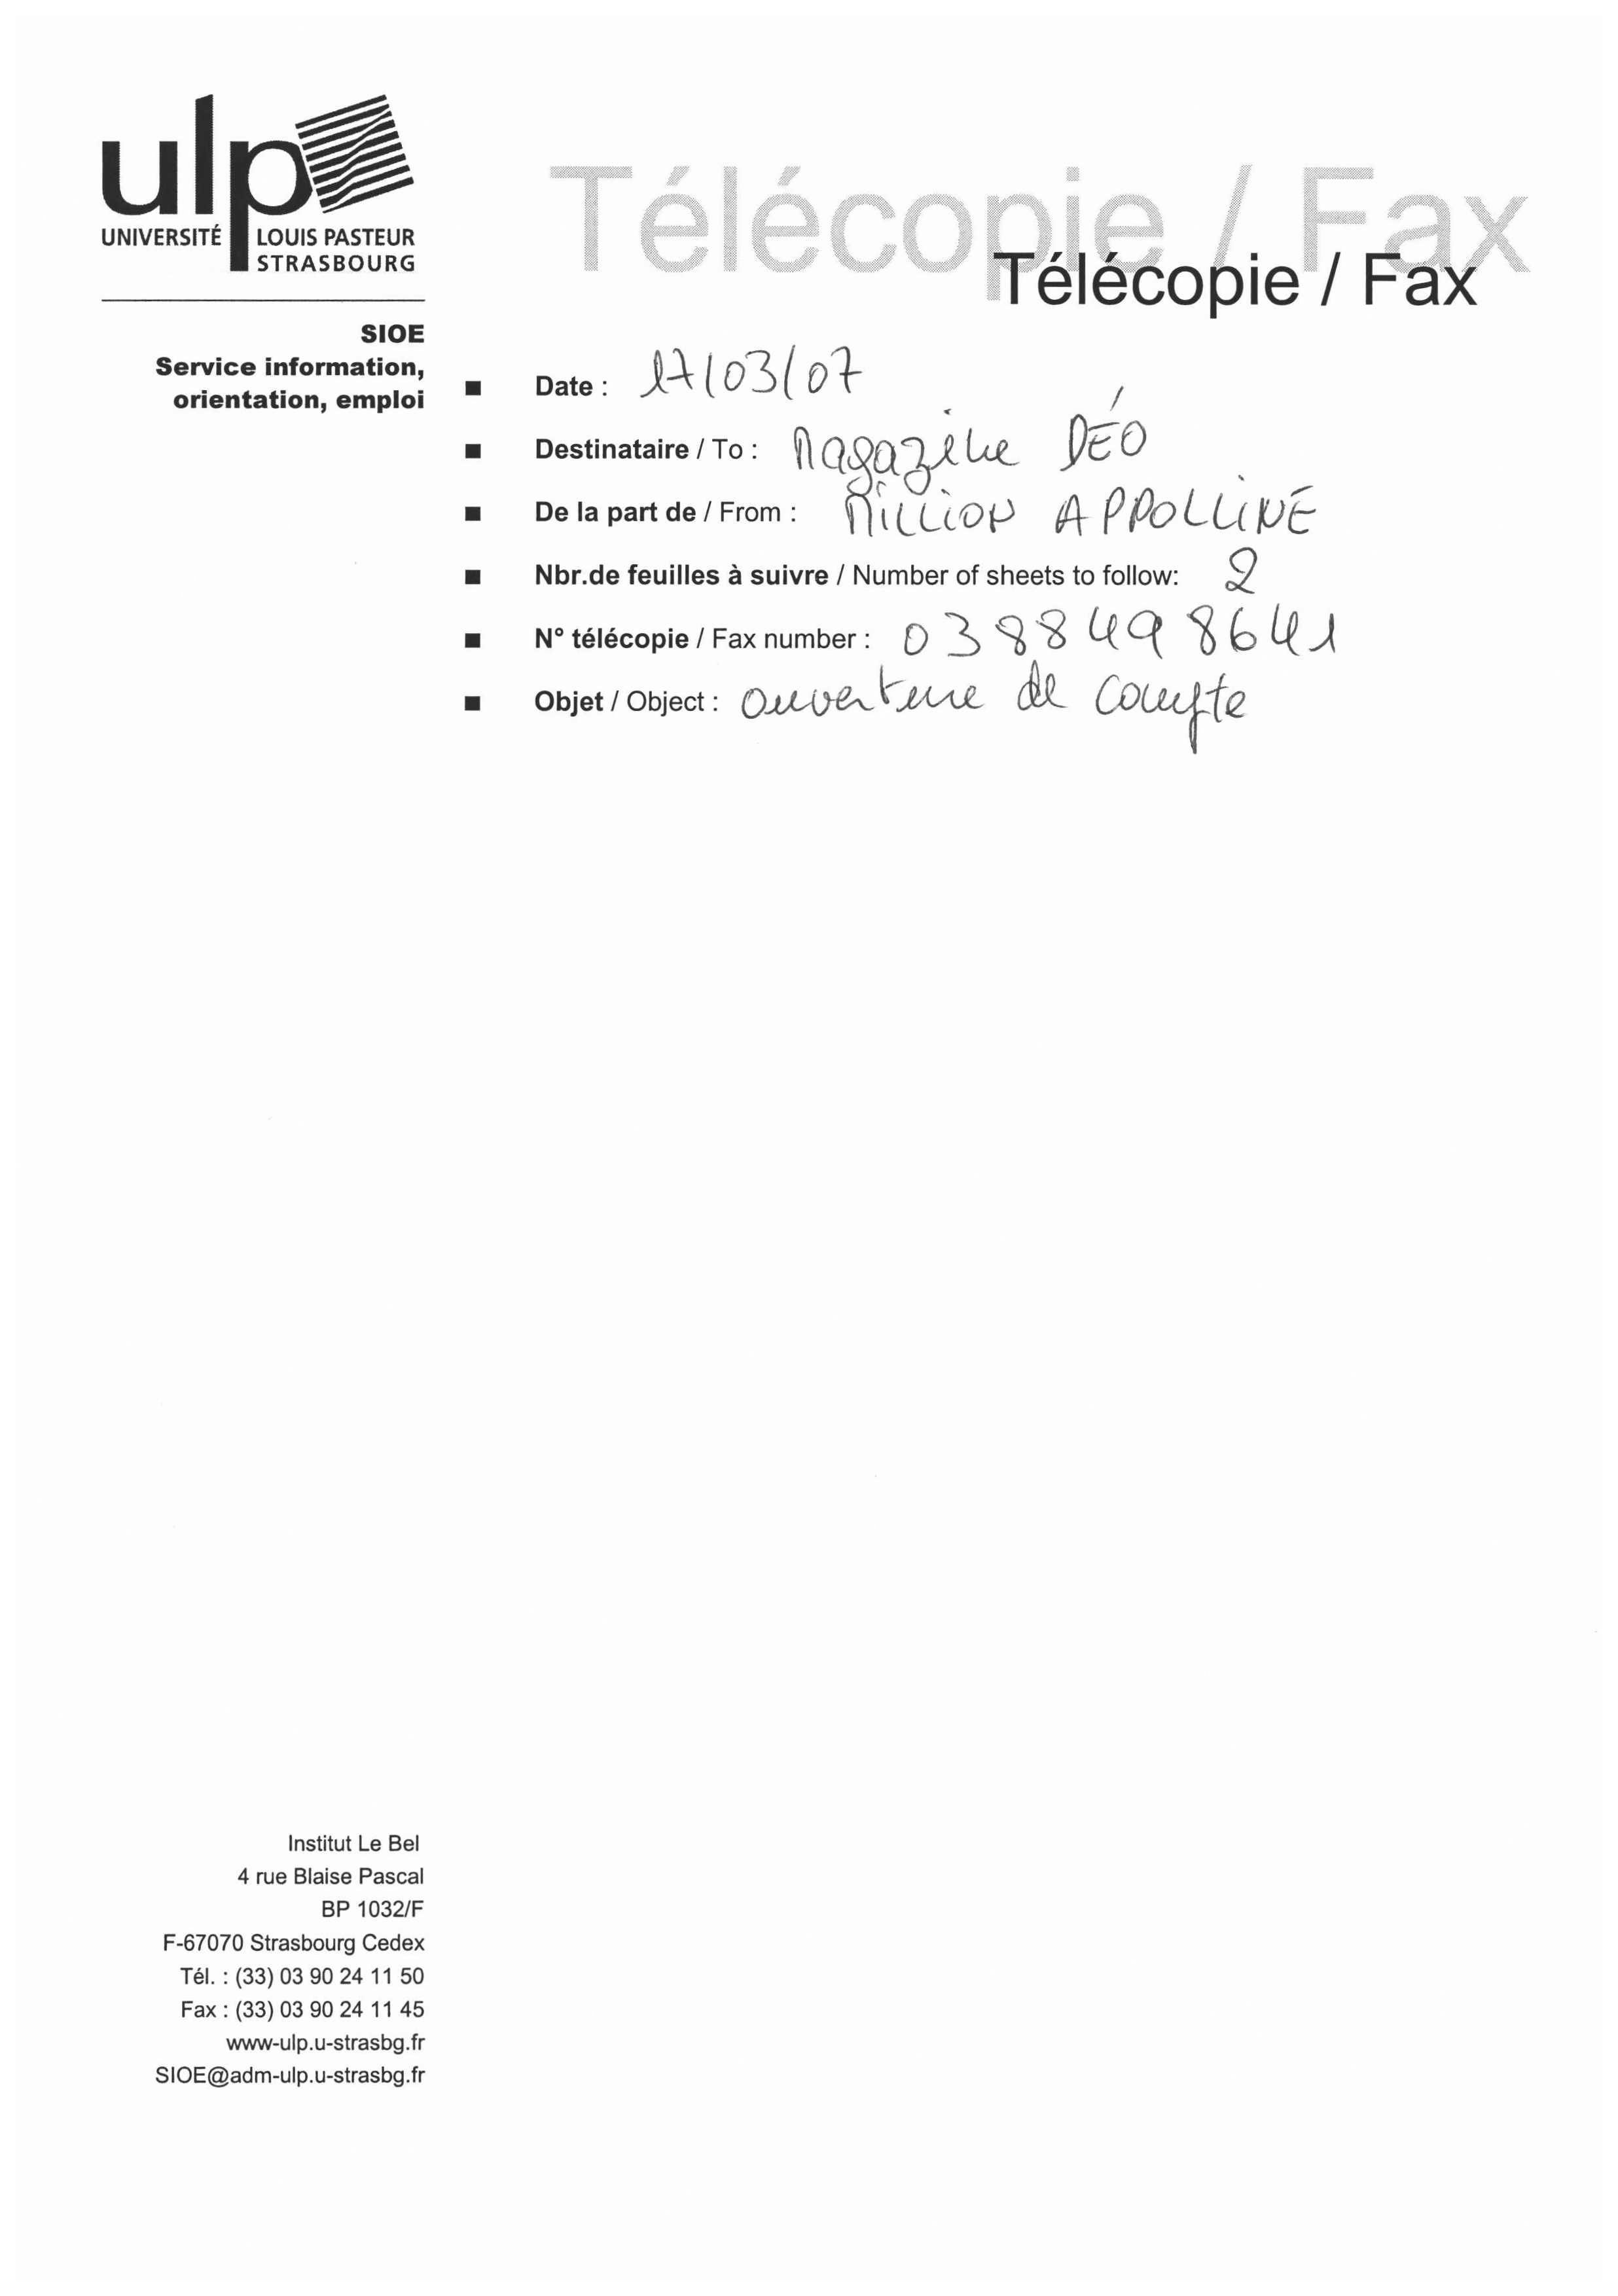 ulp
UNIVERSITÉ LOUIS PASTEUR
STRASBOURG
Télécopie / Fax
Télécopie / Fax
SIOE
Service information,
orientation, emploi
Date : 17/03/07
Destinataire / To : Magazine DÉO
De la part de / From : MILLION APPOLLINE
Nbr.de feuilles à suivre / Number of sheets to follow: 2
N° télécopie / Fax number : 0388498641
Objet / Object : Ouverture de compte
Institut Le Bel
4 rue Blaise Pascal
BP 1032/F
F-67070 Strasbourg Cedex
Tél. : (33) 03 90 24 11 50
Fax : (33) 03 90 24 11 45
www-ulp.u-strasbg.fr
SIOE@adm-ulp.u-strasbg.fr